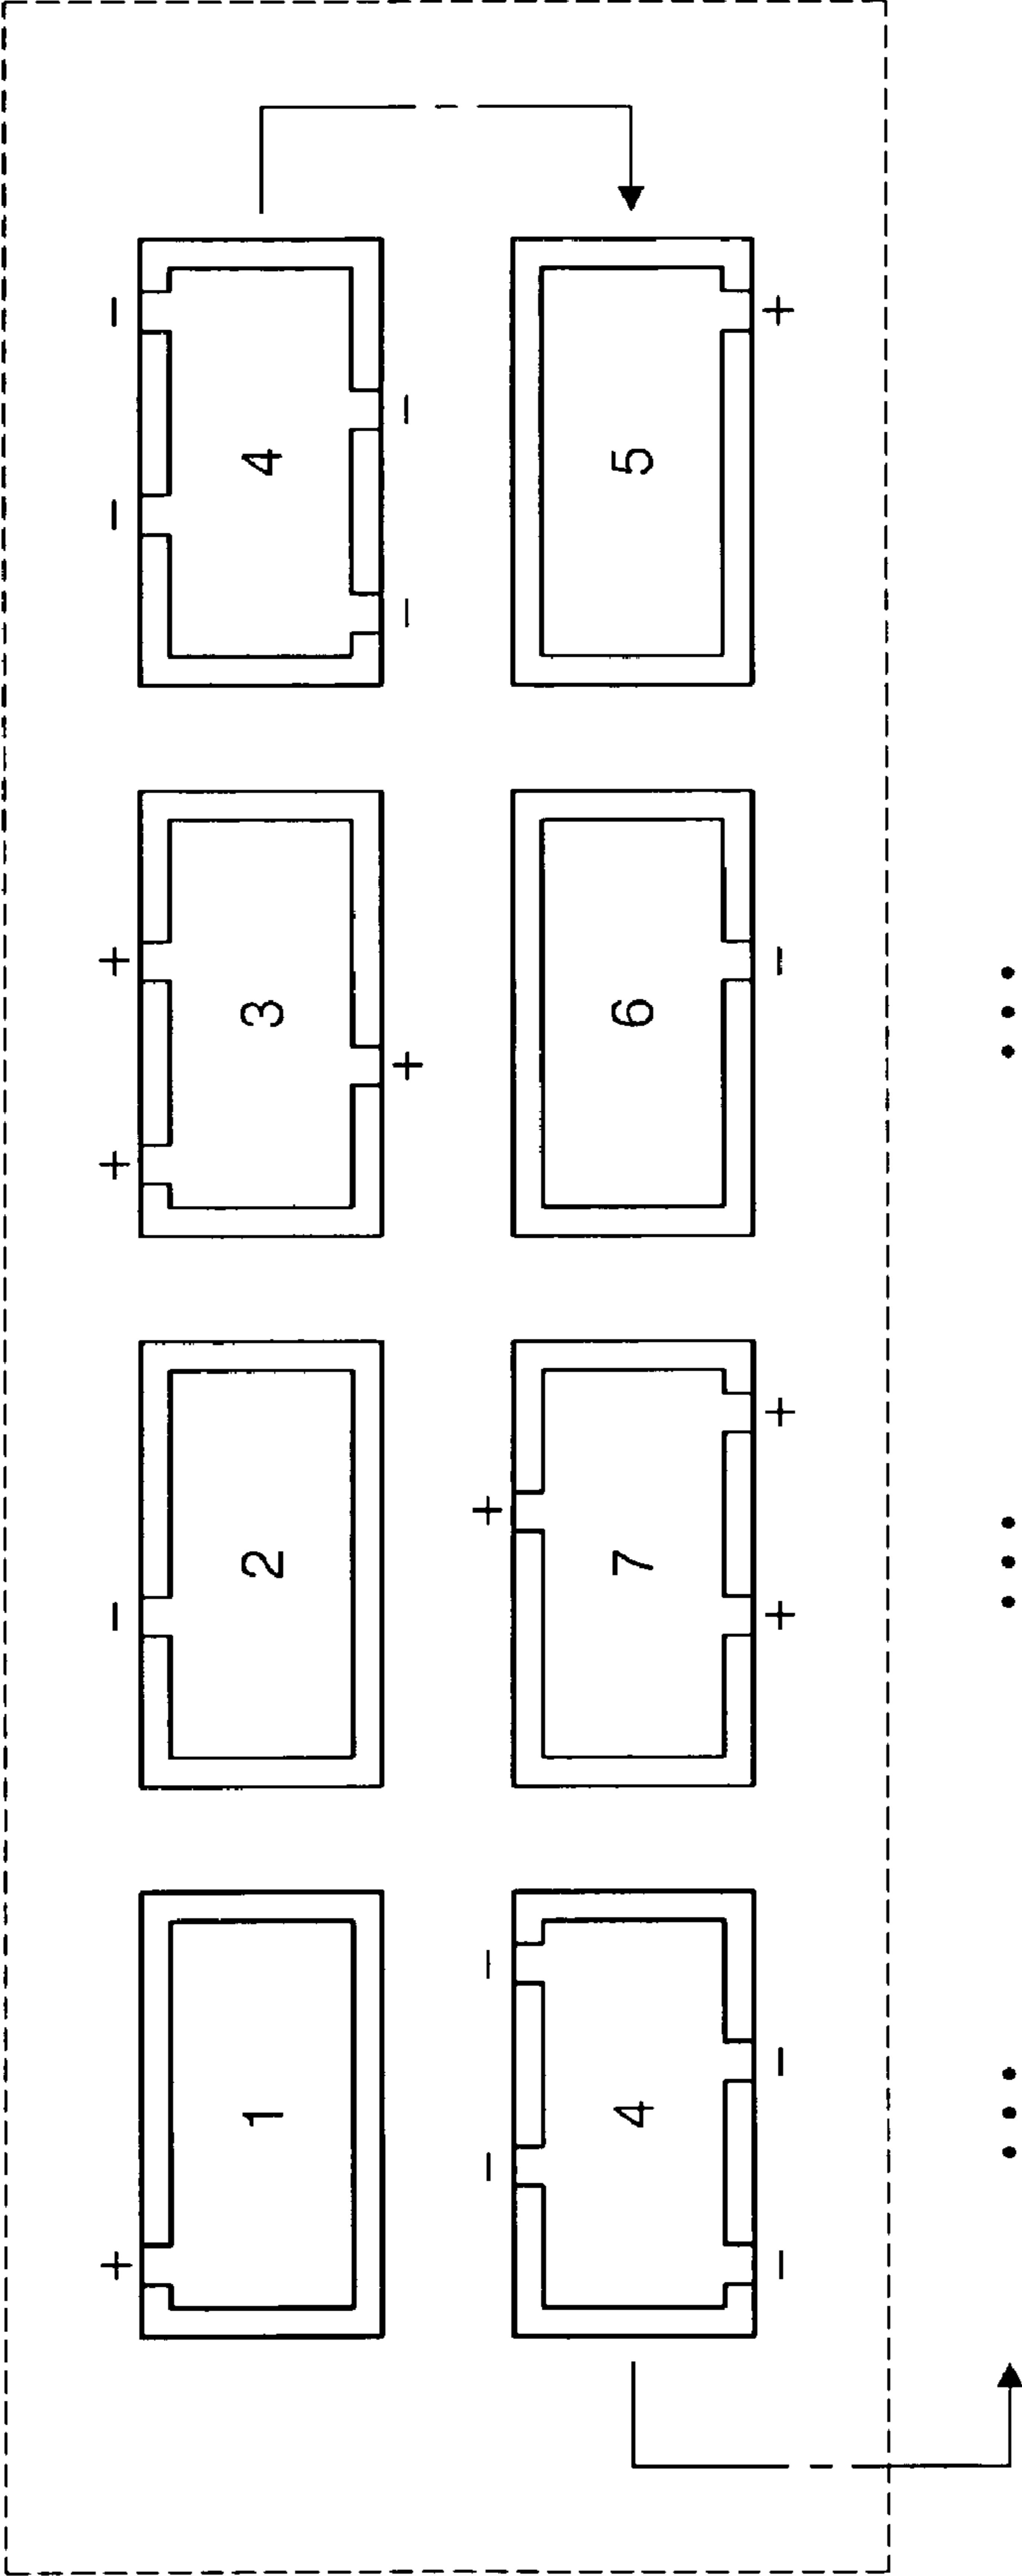 + - + + - -
1 2 3 4
+ - -
- - +
4 7 6 5
- - + + - +
... ... ...